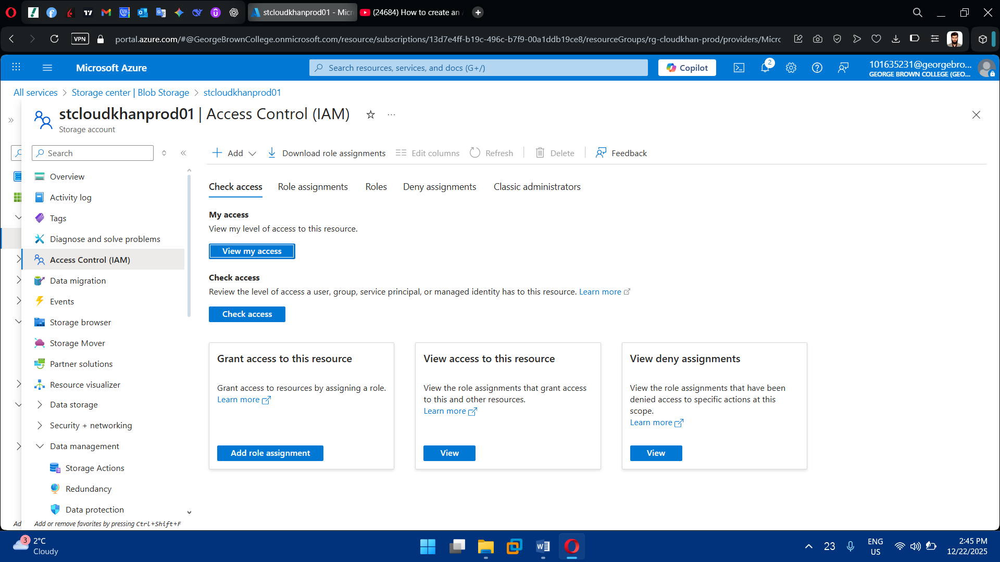 stcloudkhanprod01 - Micr
(24684) How to create an
VPN
portal.azure.com/#@GeorgeBrownCollege.onmicrosoft.com/resource/subscriptions/13d7e4ff-b19c-496c-b7f9-00a1ddb19ce8/resourceGroups/rg-cloudkhan-prod/providers/Micro
Microsoft Azure
Search resources, services, and docs (G+/)
Copilot
2
101635231@georgebro...
GEORGE BROWN COLLEGE (GEO...
All services > Storage center | Blob Storage > stcloudkhanprod01
stcloudkhanprod01 | Access Control (IAM)
Storage account
Search
Add
Download role assignments
Edit columns
Refresh
Delete
Feedback
Overview
Activity log
Tags
Diagnose and solve problems
Access Control (IAM)
Data migration
Events
Storage browser
Storage Mover
Partner solutions
Resource visualizer
Data storage
Security + networking
Data management
Storage Actions
Redundancy
Data protection
Ad
Add or remove favorites by pressing Ctrl+Shift+F
Check access
Role assignments
Roles
Deny assignments
Classic administrators
My access
View my level of access to this resource.
View my access
Check access
Review the level of access a user, group, service principal, or managed identity has to this resource. Learn more
Check access
Grant access to this resource
Grant access to resources by assigning a role.
Learn more
Add role assignment
View access to this resource
View the role assignments that grant access
to this and other resources.
Learn more
View
View deny assignments
View the role assignments that have been
denied access to specific actions at this
scope.
Learn more
View
3
2°C
Cloudy
23
ENG
US
2:45 PM
12/22/2025